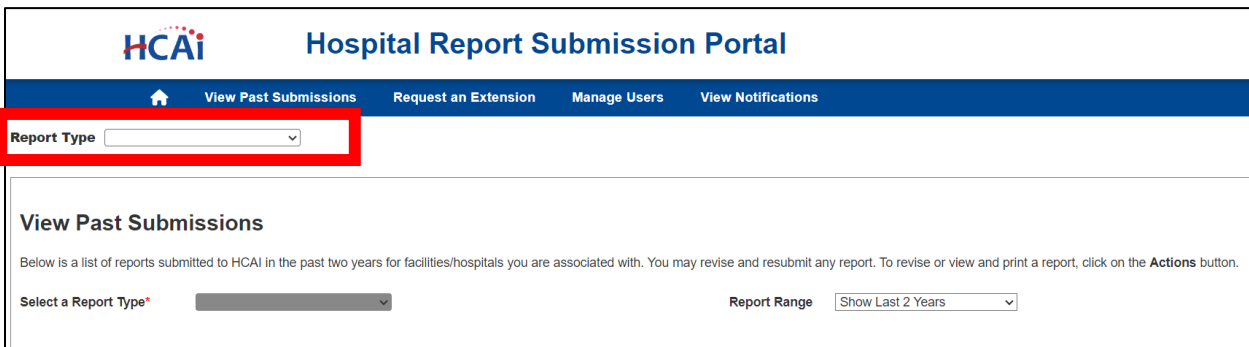 HCAi
Hospital Report Submission Portal
View Past Submissions Request an Extension Manage Users View Notifications
Report Type
View Past Submissions
Below is a list of reports submitted to HCAI in the past two years for facilities/hospitals you are associated with. You may revise and resubmit any report. To revise or view and print a report, click on the Actions button.
Select a Report Type* Report Range Show Last 2 Years